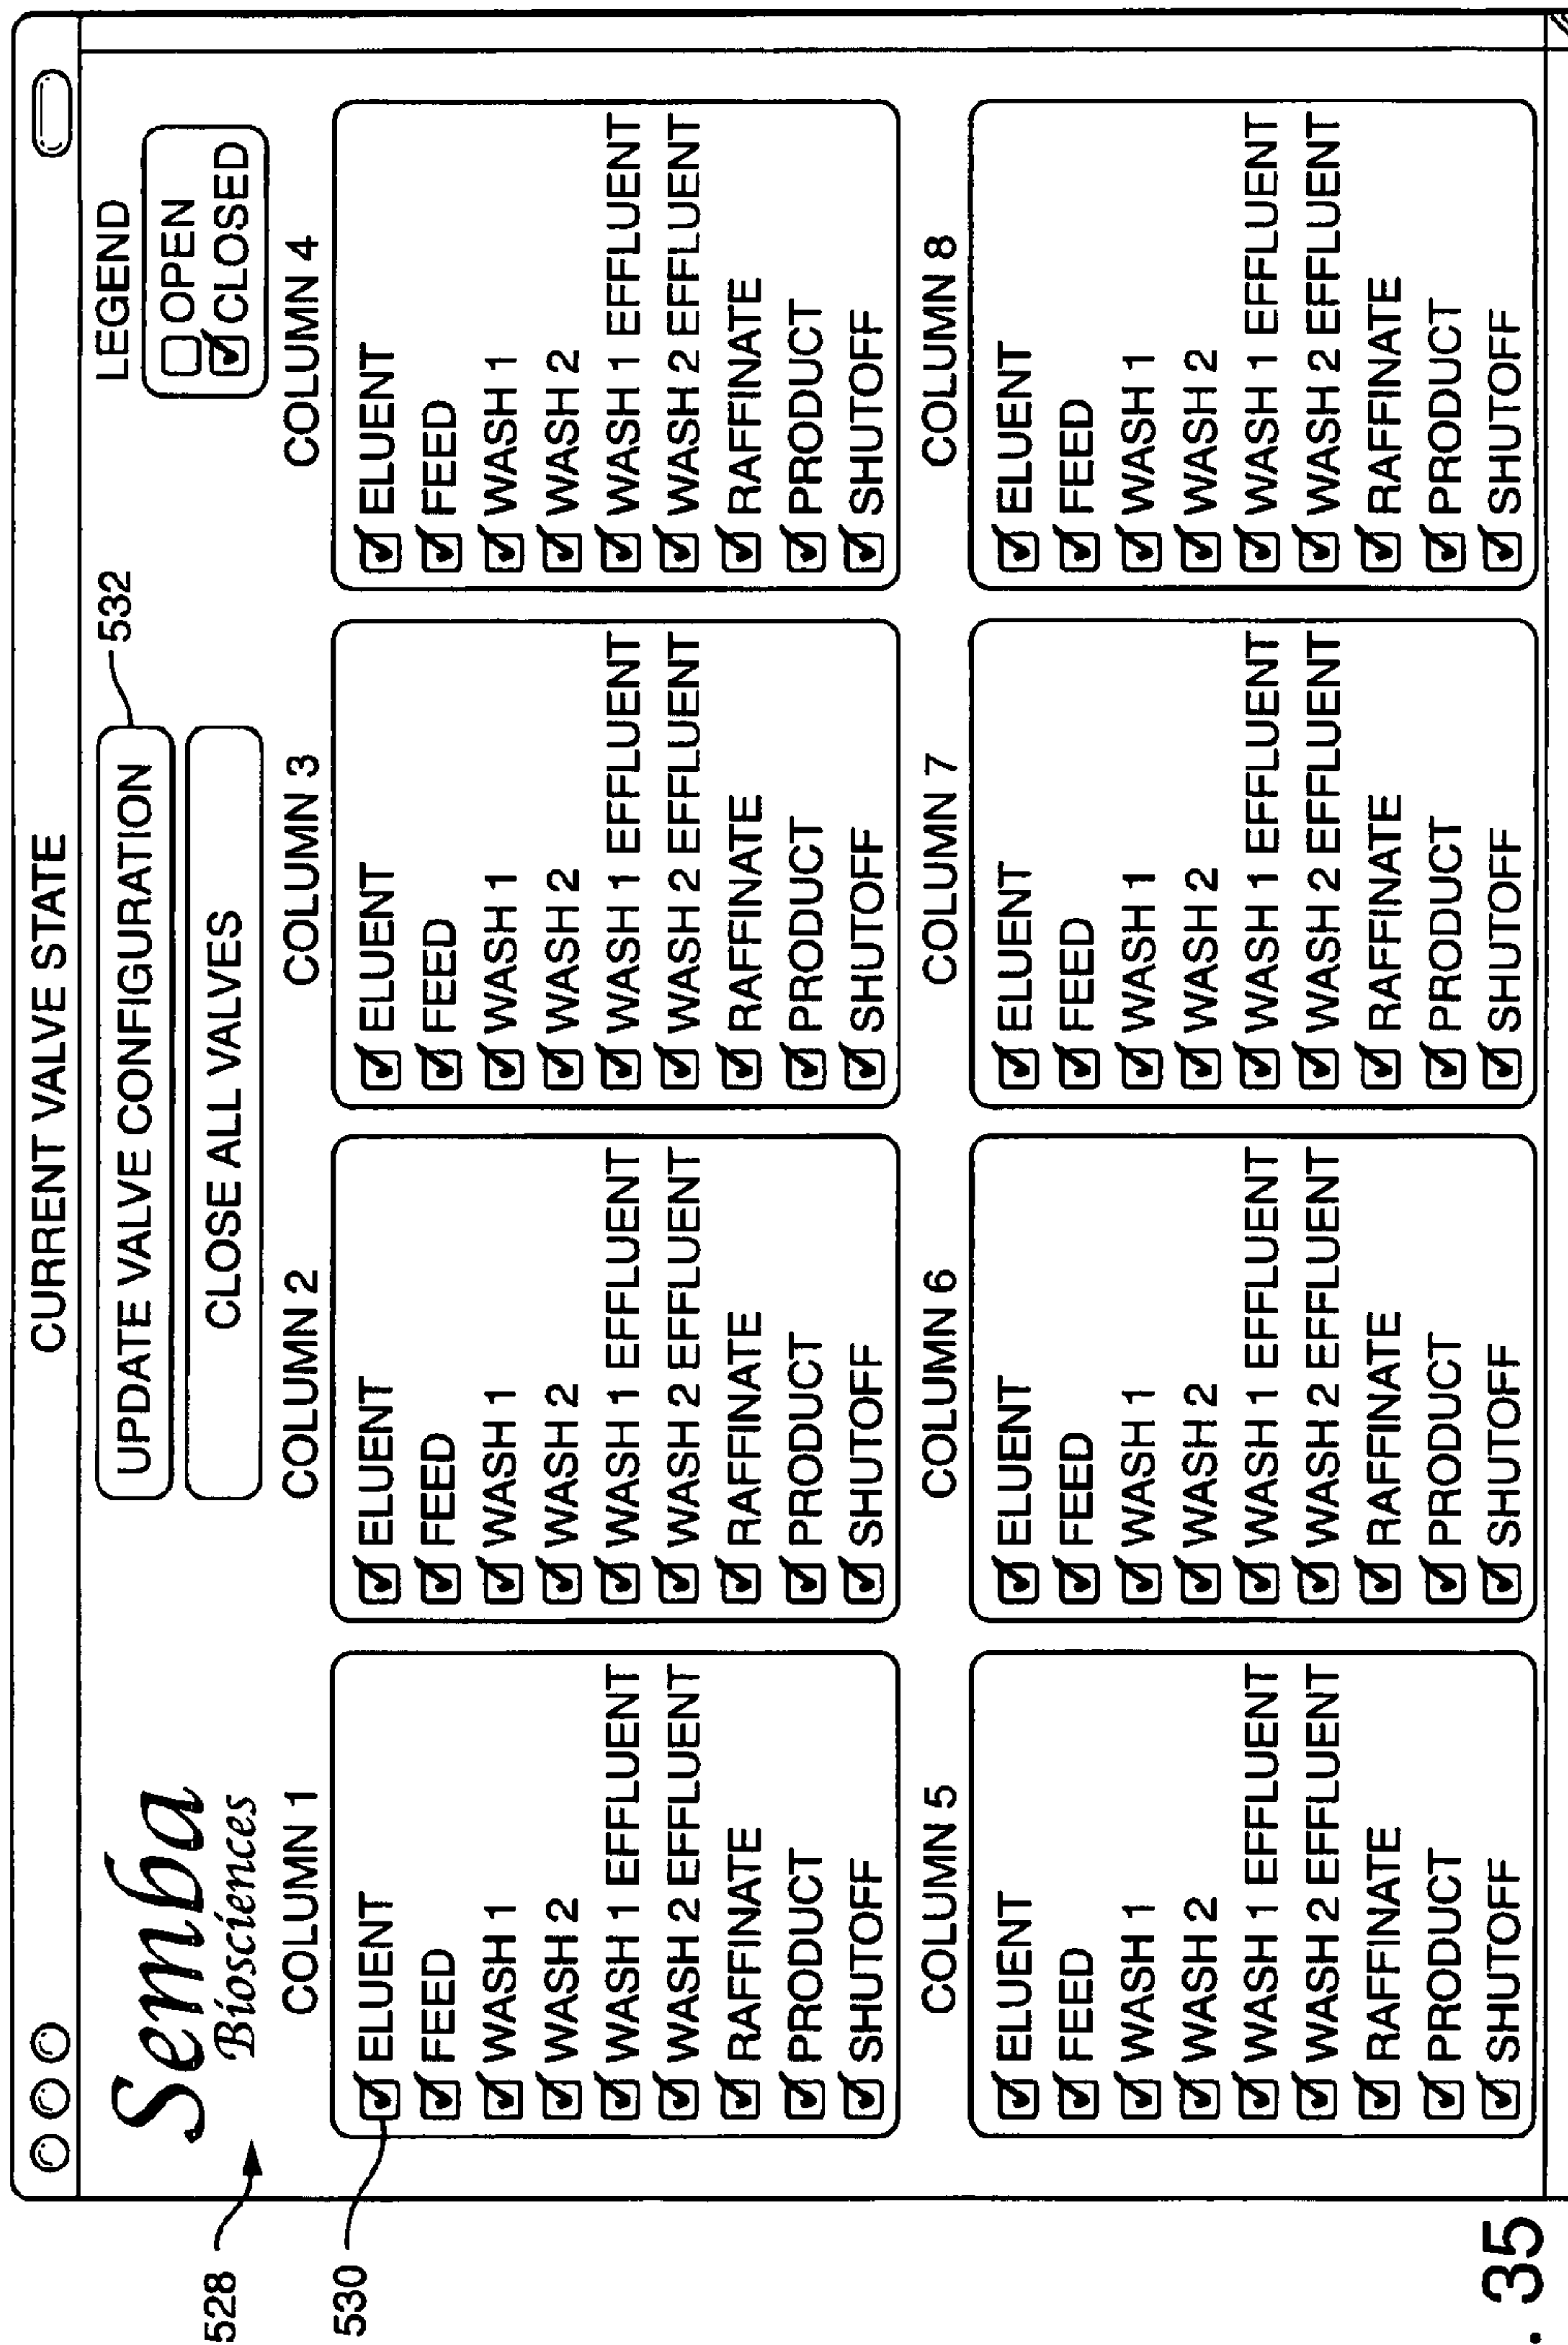 CURRENT VALVE STATE
Semba
Biosciences
UPDATE VALVE CONFIGURATION
CLOSE ALL VALVES
532
LEGEND
OPEN
CLOSED
528
530
COLUMN 1
ELUENT
FEED
WASH 1
WASH 2
WASH 1 EFFLUENT
WASH 2 EFFLUENT
RAFFINATE
PRODUCT
SHUTOFF
COLUMN 2
ELUENT
FEED
WASH 1
WASH 2
WASH 1 EFFLUENT
WASH 2 EFFLUENT
RAFFINATE
PRODUCT
SHUTOFF
COLUMN 3
ELUENT
FEED
WASH 1
WASH 2
WASH 1 EFFLUENT
WASH 2 EFFLUENT
RAFFINATE
PRODUCT
SHUTOFF
COLUMN 4
ELUENT
FEED
WASH 1
WASH 2
WASH 1 EFFLUENT
WASH 2 EFFLUENT
RAFFINATE
PRODUCT
SHUTOFF
COLUMN 5
ELUENT
FEED
WASH 1
WASH 2
WASH 1 EFFLUENT
WASH 2 EFFLUENT
RAFFINATE
PRODUCT
SHUTOFF
COLUMN 6
ELUENT
FEED
WASH 1
WASH 2
WASH 1 EFFLUENT
WASH 2 EFFLUENT
RAFFINATE
PRODUCT
SHUTOFF
COLUMN 7
ELUENT
FEED
WASH 1
WASH 2
WASH 1 EFFLUENT
WASH 2 EFFLUENT
RAFFINATE
PRODUCT
SHUTOFF
COLUMN 8
ELUENT
FEED
WASH 1
WASH 2
WASH 1 EFFLUENT
WASH 2 EFFLUENT
RAFFINATE
PRODUCT
SHUTOFF
. 35